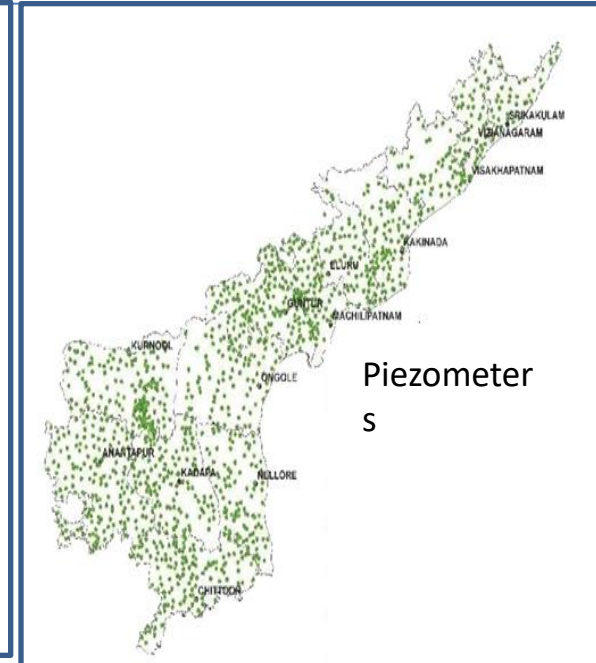 SRIKAKULAM
VIZIANAGARAM
VISAKHAPATNAM
KAKINADA
ELURU
GUNTUR
MACHILIPATNAM
KURNOOL
ONGOLE
Piezometer
s
ANANTAPUR
KADAPA
NELLORE
CHITTOOR